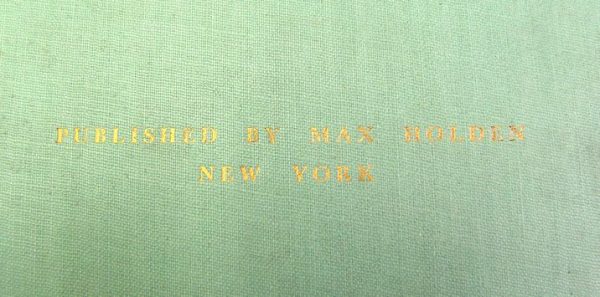 PUBLISHED BY MAX HOLDEN
NEW YORK